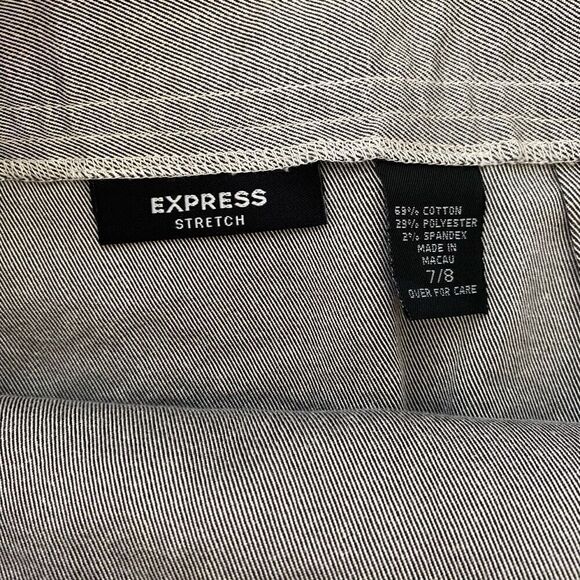 EXPRESS
STRETCH
69% COTTON
29% POLYESTER
2% SPANDEX
MADE IN
MACAU
7/8
OVER FOR CARE